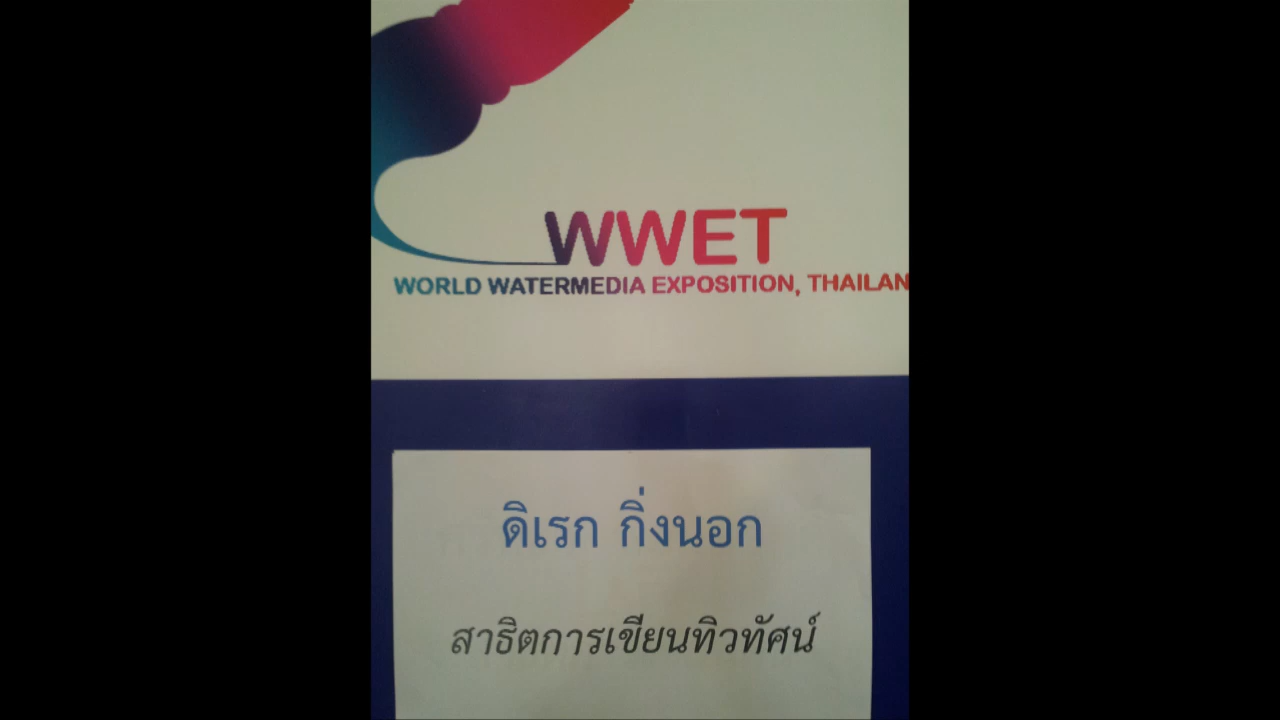 WWET
WORLD WATERMEDIA EXPOSITION, THAILAN
ดิเรก กิ่งนอก
สาธิตการเขียนทิวทัศน์